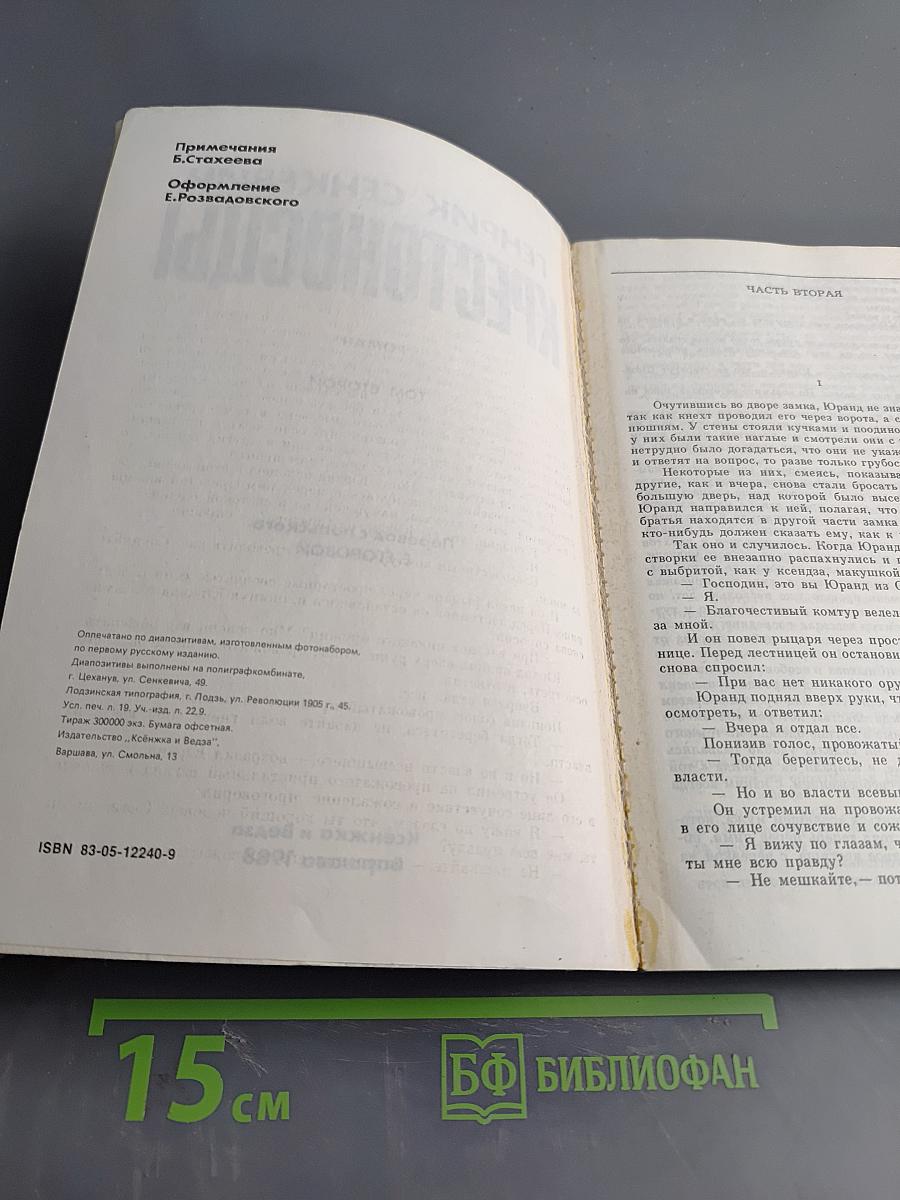 Примечания
Б.Стахеева
Оформление
Е.Розвадовского
Опечатано по диапозитивам, изготовленным фотонабором,
по первому русскому изданию.
Диапозитивы выполнены на полиграфкомбинате,
г. Цеханув, ул. Сенкевича, 49.
Лодзинская типография, г. Лодзь, ул. Революции 1905 г., 45.
Усл. печ. л. 19. Уч.-изд. л. 22,9.
Тираж 300000 экз. Бумага офсетная.
Издательство ,,Ксёнжка и Ведза",
Варшава, ул. Смольна, 13
ISBN 83-05-12240-9
ЧАСТЬ ВТОРАЯ
I
Очутившись во дворе замка, Юранд не зна
так как кнехт проводил его через ворота, а с
нюшням. У стены стояли кучками и поодино
у них были такие наглые и смотрели они с
нетрудно было догадаться, что они не укаж
и ответят на вопрос, то разве только грубос
Некоторые из них, смеясь, показыва
другие, как и вчера, снова стали бросать
большую дверь, над которой было высе
Юранд направился к ней, полагая, что
братья находятся в другой части замка
кто-нибудь должен сказать ему, как к
Так оно и случилось. Когда Юранд
створки ее внезапно распахнулись и п
с выбритой, как у ксендза, макушкой
— Господин, это вы Юранд из С
— Я.
— Благочестивый комтур велел
за мной.
И он повел рыцаря через прост
нице. Перед лестницей он останови
снова спросил:
— При вас нет никакого ору
Юранд поднял вверх руки, чт
осмотреть, и ответил:
— Вчера я отдал все.
Понизив голос, провожатый
— Тогда берегитесь, не д
власти.
— Но и во власти всевы
Он устремил на провожа
в его лице сочувствие и сож
— Я вижу по глазам, ч
ты мне всю правду?
— Не мешкайте,— пот
15 см
БФ БИБЛИОФАН